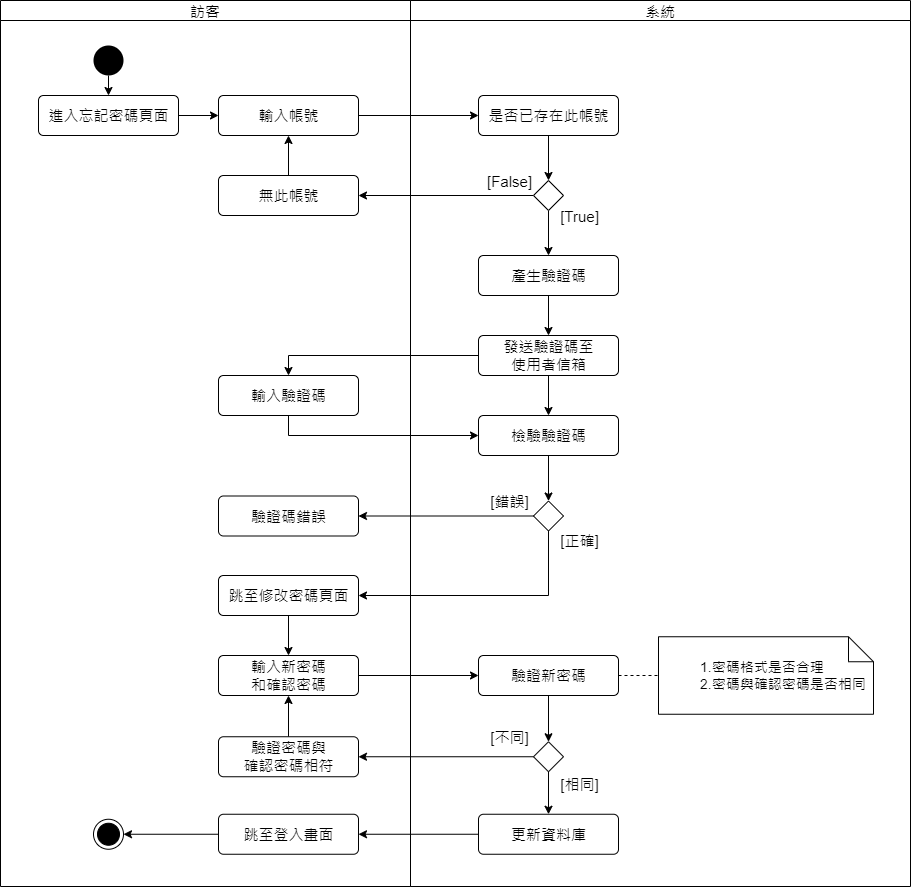 訪客
系統
進入忘記密碼頁面
輸入帳號
是否已存在此帳號
無此帳號
[False]
[True]
產生驗證碼
發送驗證碼至
使用者信箱
輸入驗證碼
檢驗驗證碼
驗證碼錯誤
[錯誤]
[正確]
跳至修改密碼頁面
輸入新密碼
和確認密碼
驗證新密碼
1.密碼格式是否合理
2.密碼與確認密碼是否相同
驗證密碼與
確認密碼相符
[不同]
[相同]
跳至登入畫面
更新資料庫